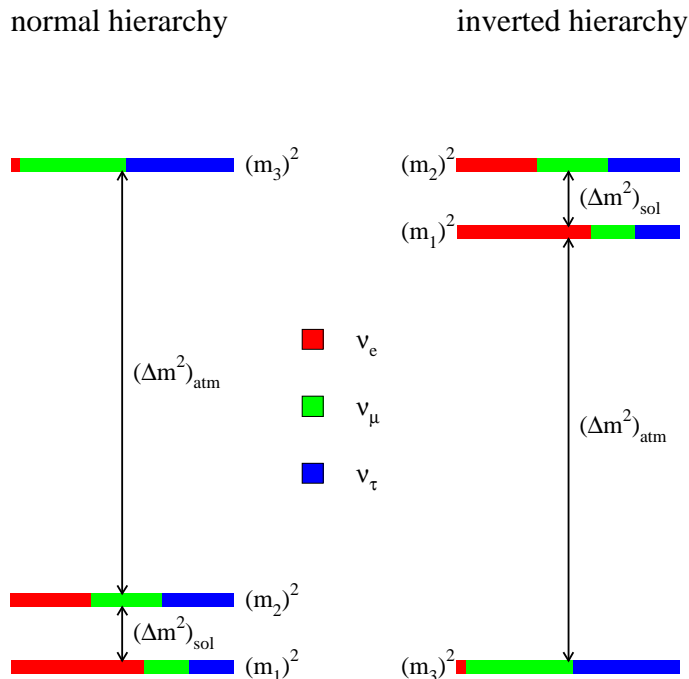 normal hierarchy
inverted hierarchy
(m₃)²
(m₂)²
(Δm²)sol
(m₁)²
νe
(Δm²)atm
νμ
(Δm²)atm
ντ
(m₂)²
(Δm²)sol
(m₁)²
(m₃)²